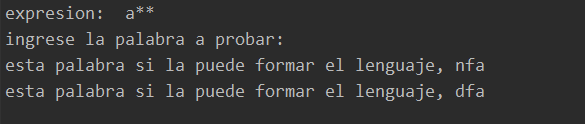 expresion:  a**
ingrese la palabra a probar:
esta palabra si la puede formar el lenguaje, nfa
esta palabra si la puede formar el lenguaje, dfa